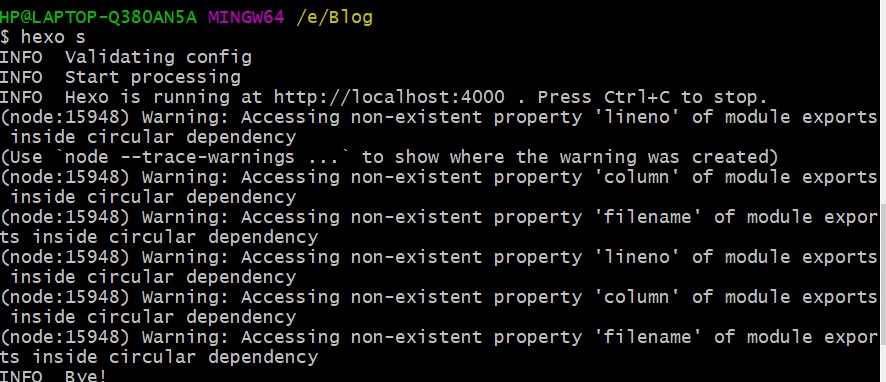 HP@LAPTOP-Q380AN5A MINGW64 /e/Blog
$ hexo s
INFO  Validating config
INFO  Start processing
INFO  Hexo is running at http://localhost:4000 . Press Ctrl+C to stop.
(node:15948) Warning: Accessing non-existent property 'lineno' of module exports
 inside circular dependency
(Use `node --trace-warnings ...` to show where the warning was created)
(node:15948) Warning: Accessing non-existent property 'column' of module exports
 inside circular dependency
(node:15948) Warning: Accessing non-existent property 'filename' of module expor
ts inside circular dependency
(node:15948) Warning: Accessing non-existent property 'lineno' of module exports
 inside circular dependency
(node:15948) Warning: Accessing non-existent property 'column' of module exports
 inside circular dependency
(node:15948) Warning: Accessing non-existent property 'filename' of module expor
ts inside circular dependency
INFO  Bye!